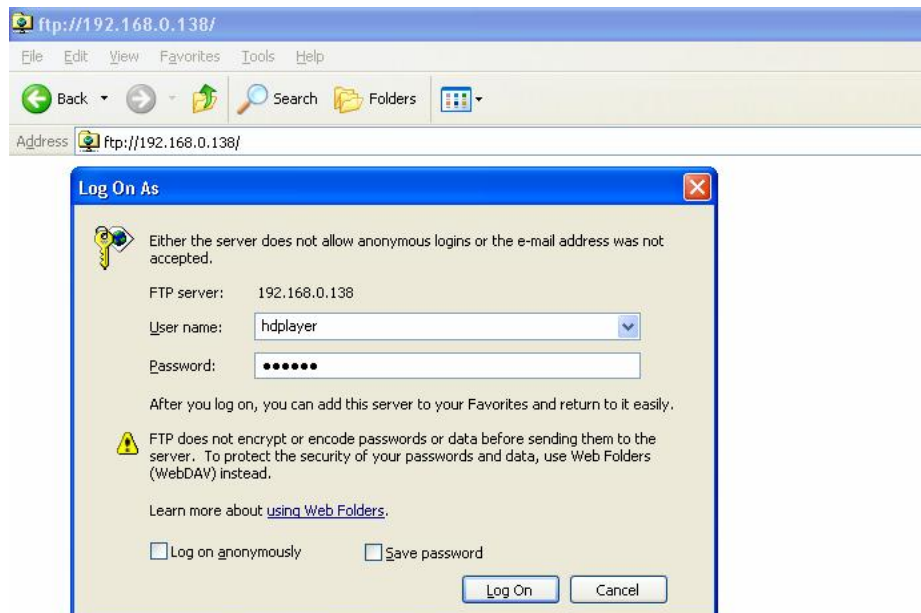 ftp://192.168.0.138/
File Edit View Favorites Tools Help
Back Search Folders
Address ftp://192.168.0.138/
Log On As
Either the server does not allow anonymous logins or the e-mail address was not
accepted.
FTP server: 192.168.0.138
User name: hdplayer
Password: ●●●●●●
After you log on, you can add this server to your Favorites and return to it easily.
FTP does not encrypt or encode passwords or data before sending them to the
server. To protect the security of your passwords and data, use Web Folders
(WebDAV) instead.
Learn more about using Web Folders.
Log on anonymously Save password
Log On Cancel